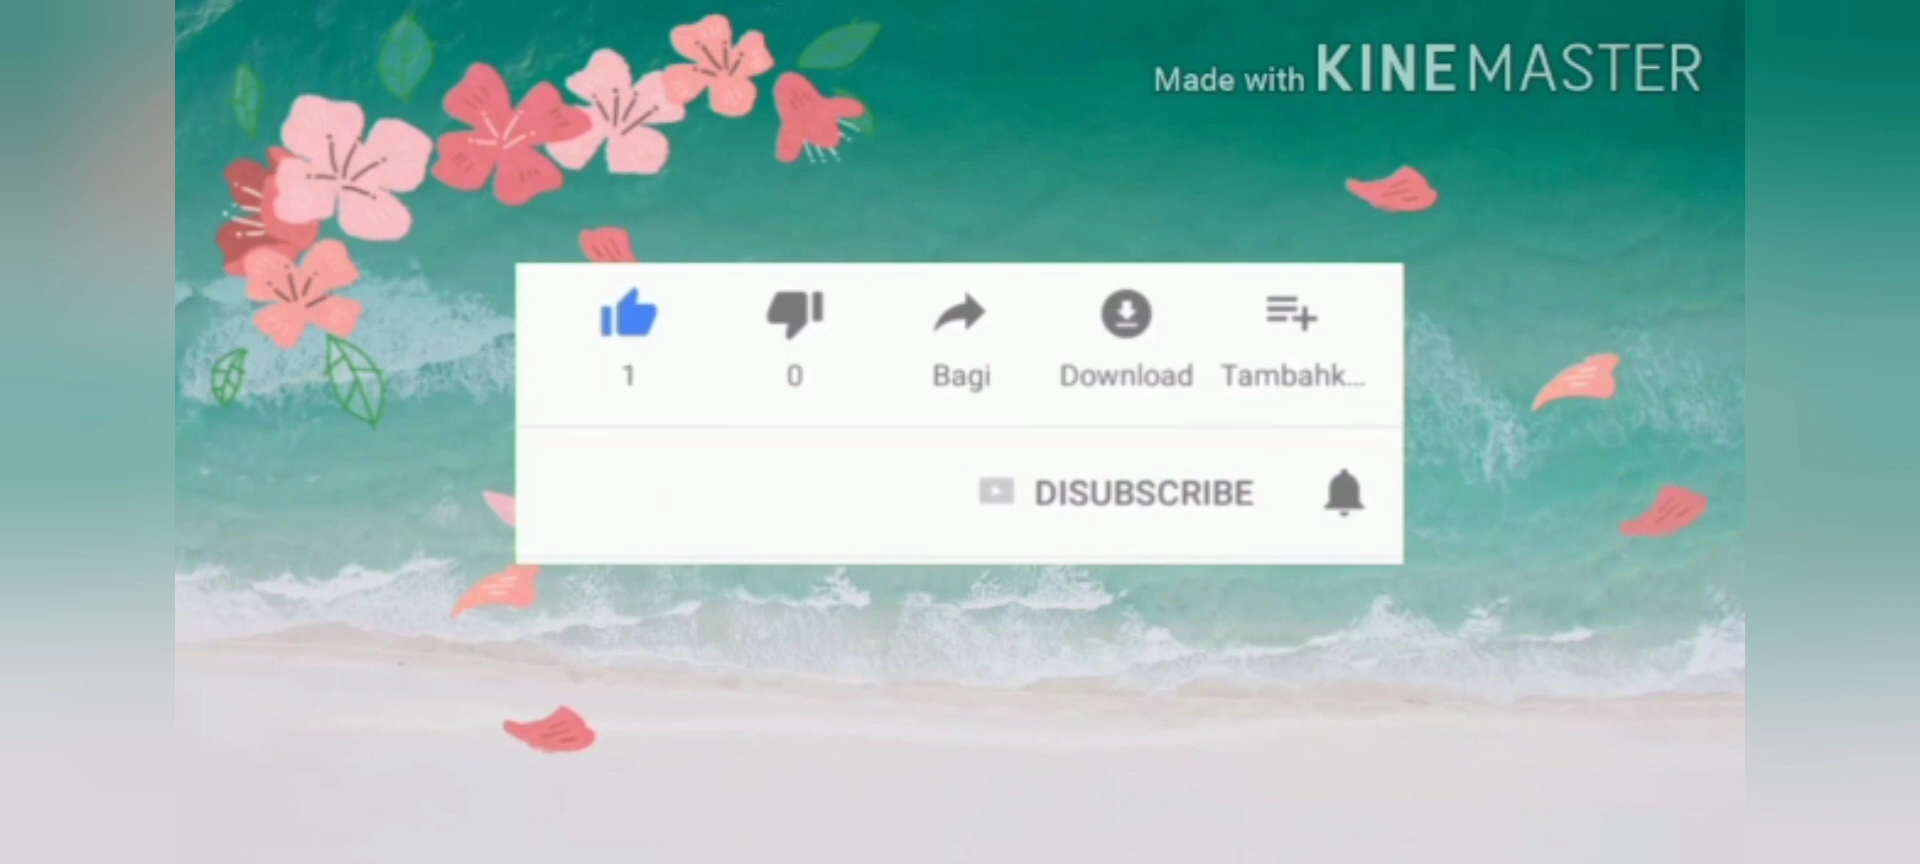 Made with KINEMASTER
1
0
Bagi
Download
Tambahk...
DISUBSCRIBE